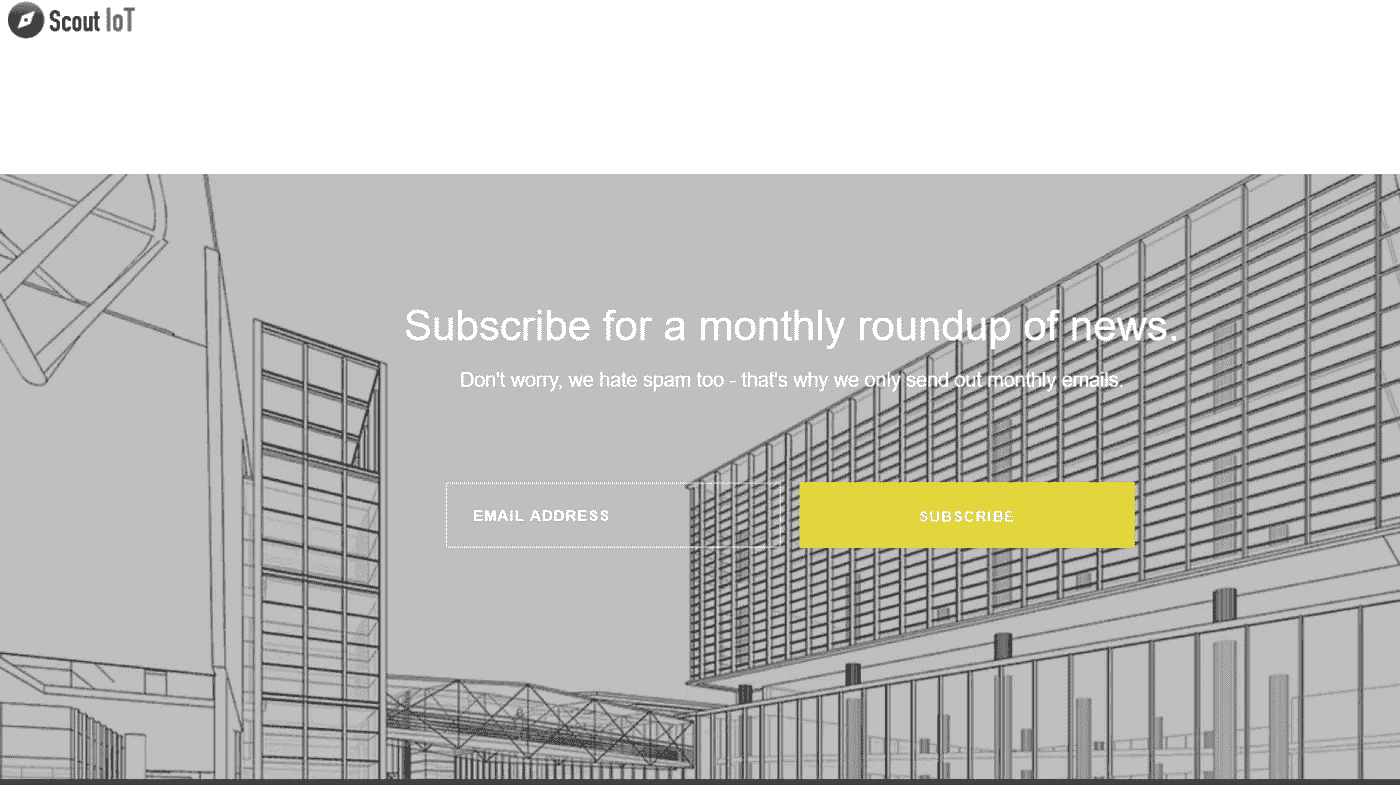 Scout IoT
Subscribe for a monthly roundup of news.
Don't worry, we hate spam too - that's why we only send out monthly emails.
EMAIL ADDRESS
SUBSCRIBE